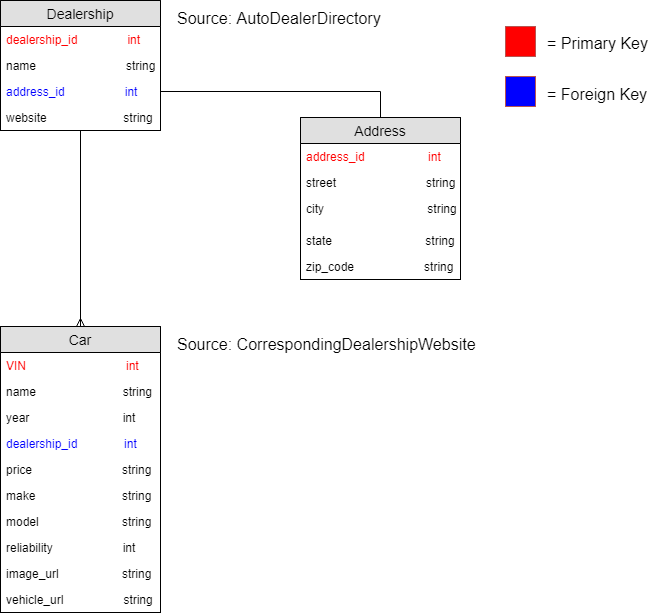 Dealership
dealership_id int
name string
address_id int
website string
Source: AutoDealerDirectory
= Primary Key
= Foreign Key
Address
address_id int
street string
city string
state string
zip_code string
Car
VIN int
name string
year int
dealership_id int
price string
make string
model string
reliability int
image_url string
vehicle_url string
Source: CorrespondingDealershipWebsite